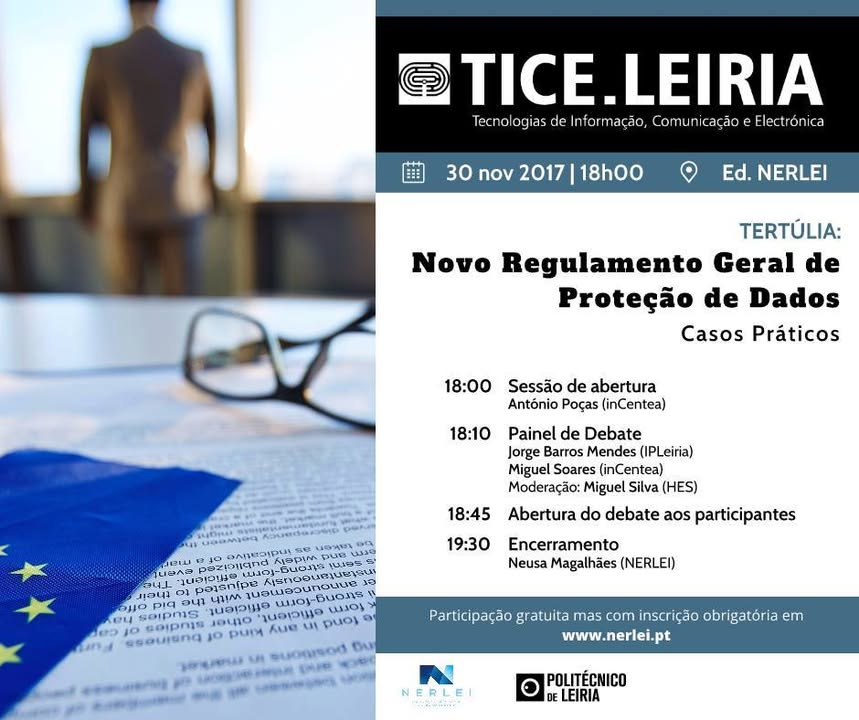 TICE.LEIRIA
Tecnologias de Informação, Comunicação e Electrónica
30 nov 2017 | 18h00 Ed. NERLEI
TERTÚLIA:
Novo Regulamento Geral de
Proteção de Dados
Casos Práticos
18:00 Sessão de abertura
António Poças (inCentea)
18:10 Painel de Debate
Jorge Barros Mendes (IPLeiria)
Miguel Soares (inCentea)
Moderação: Miguel Silva (HES)
18:45 Abertura do debate aos participantes
19:30 Encerramento
Neusa Magalhães (NERLEI)
Participação gratuita mas com inscrição obrigatória em
www.nerlei.pt
NERLEI
POLITÉCNICO
DE LEIRIA